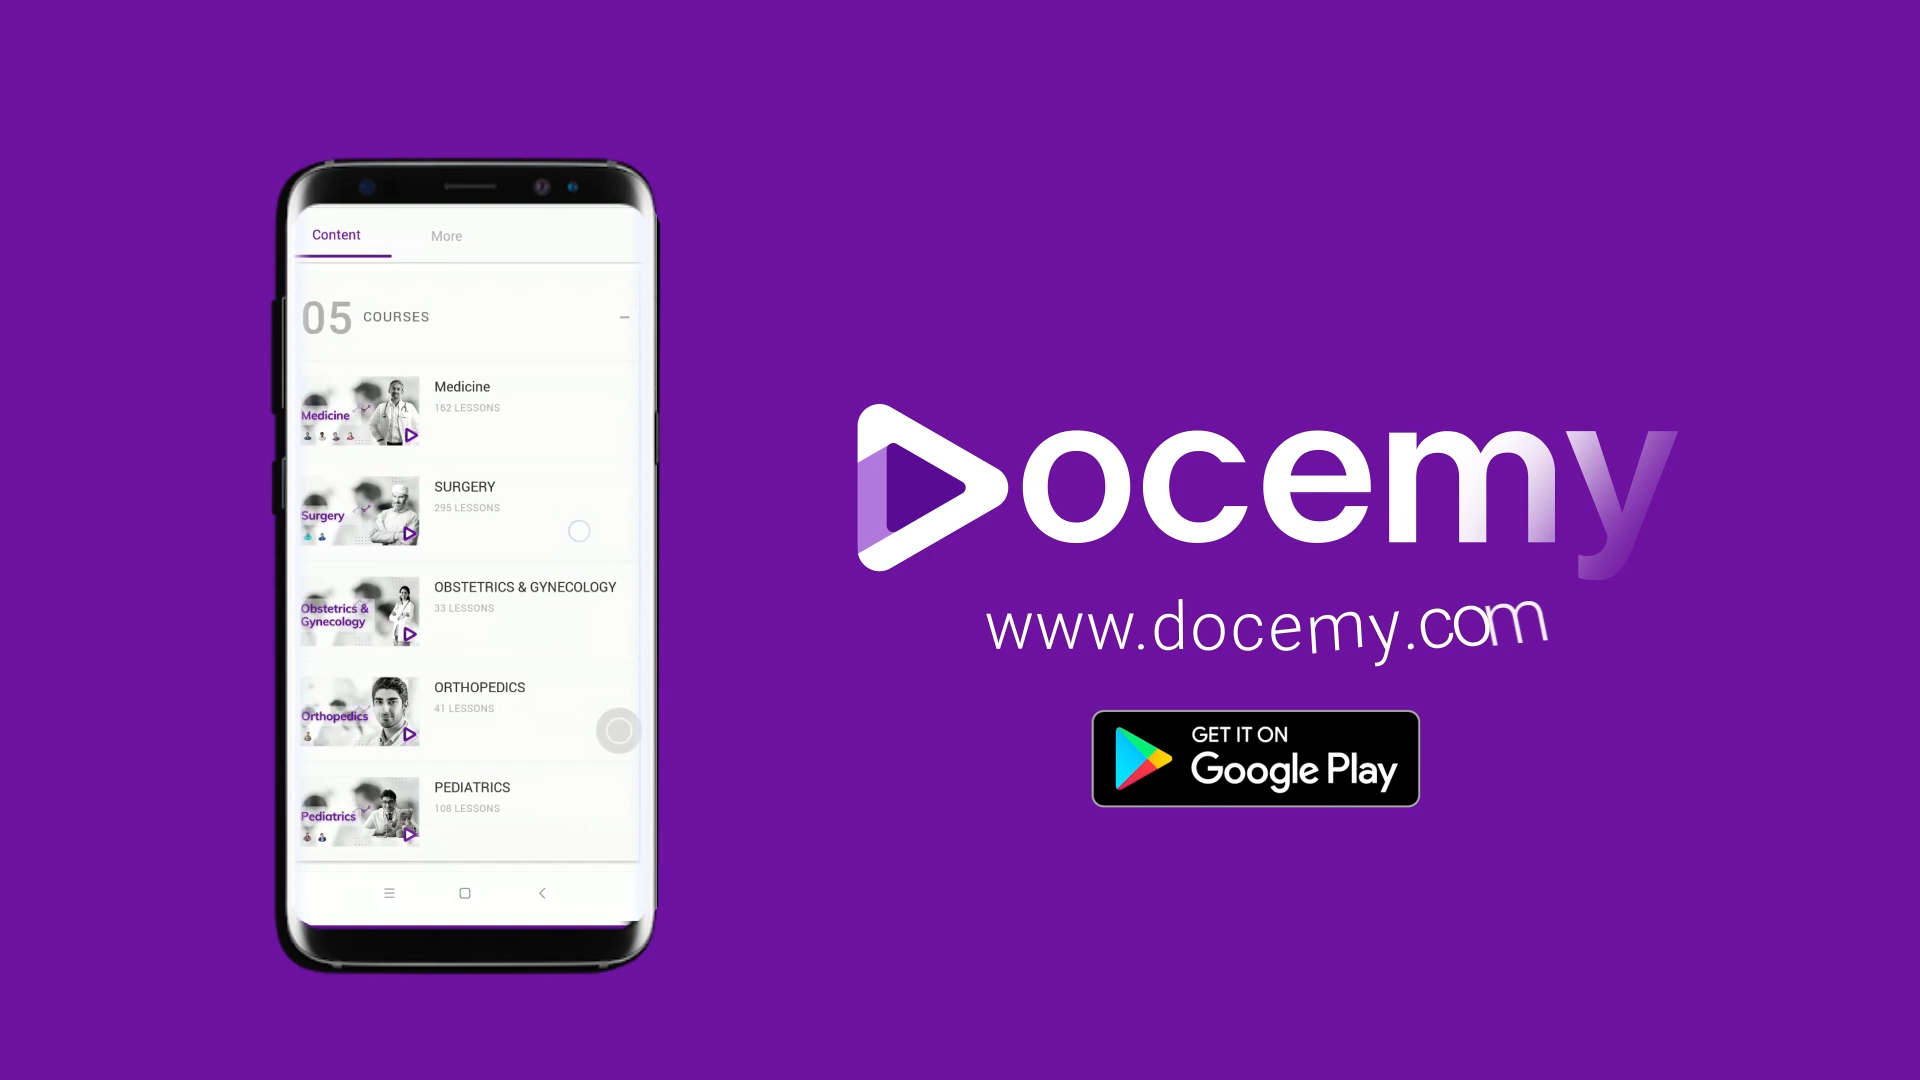 Content
More
05 COURSES
Medicine
Medicine
162 LESSONS
Surgery
SURGERY
295 LESSONS
Obstetrics &
Gynecology
OBSTETRICS & GYNECOLOGY
33 LESSONS
Orthopedics
ORTHOPEDICS
41 LESSONS
Pediatrics
PEDIATRICS
108 LESSONS
Docemy
www.docemy.com
GET IT ON
Google Play